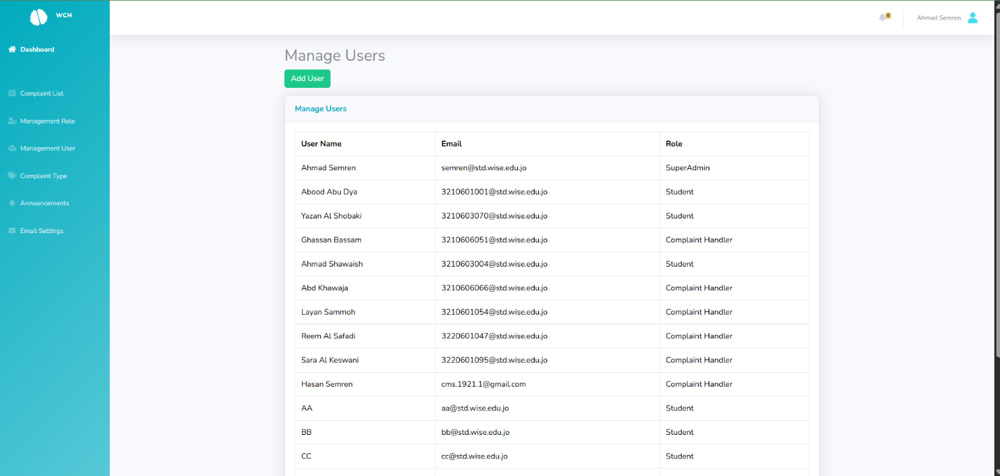 WCH
0
Ahmad Semren
Dashboard
Complaint List
Management Role
Management User
Complaint Type
Announcements
Email Settings
Manage Users
Add User
Manage Users
User Name Email Role
Ahmad Semren semren@std.wise.edu.jo SuperAdmin
Abood Abu Dya 3210601001@std.wise.edu.jo Student
Yazan Al Shobaki 3210603070@std.wise.edu.jo Student
Ghassan Bassam 3210606051@std.wise.edu.jo Complaint Handler
Ahmad Shawaish 3210603004@std.wise.edu.jo Student
Abd Khawaja 3210606066@std.wise.edu.jo Complaint Handler
Layan Sammoh 3210601054@std.wise.edu.jo Complaint Handler
Reem Al Safadi 3220601047@std.wise.edu.jo Complaint Handler
Sara Al Keswani 3220601095@std.wise.edu.jo Complaint Handler
Hasan Semren cms.1921.1@gmail.com Complaint Handler
AA aa@std.wise.edu.jo Student
BB bb@std.wise.edu.jo Student
CC cc@std.wise.edu.jo Student